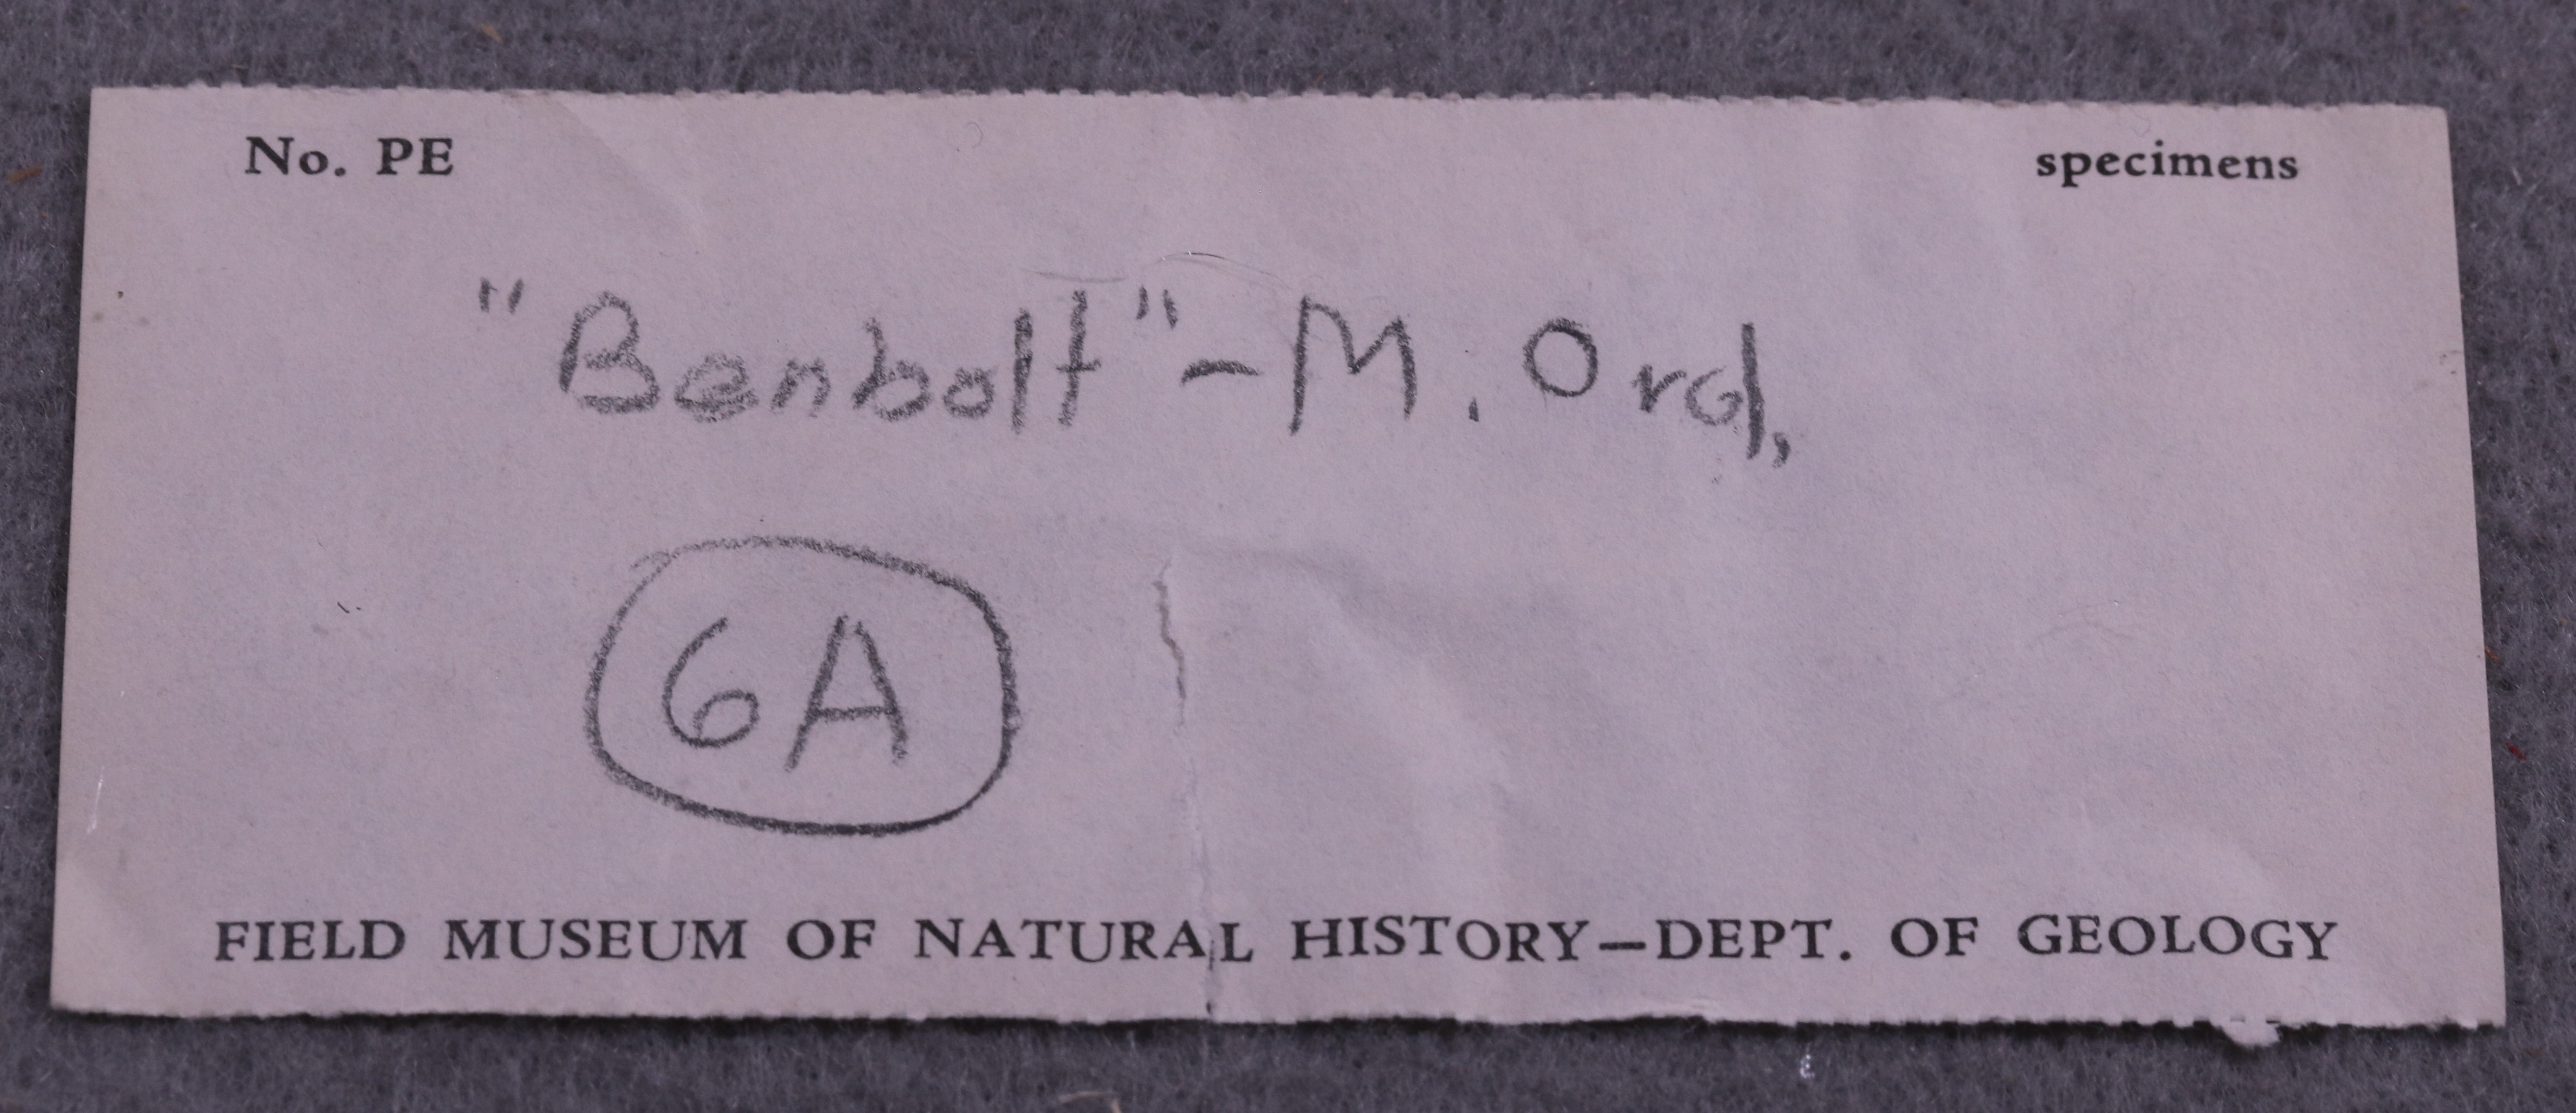 No. PE specimens
"Benbolt" - M. Ord.
6A
FIELD MUSEUM OF NATURAL HISTORY—DEPT. OF GEOLOGY